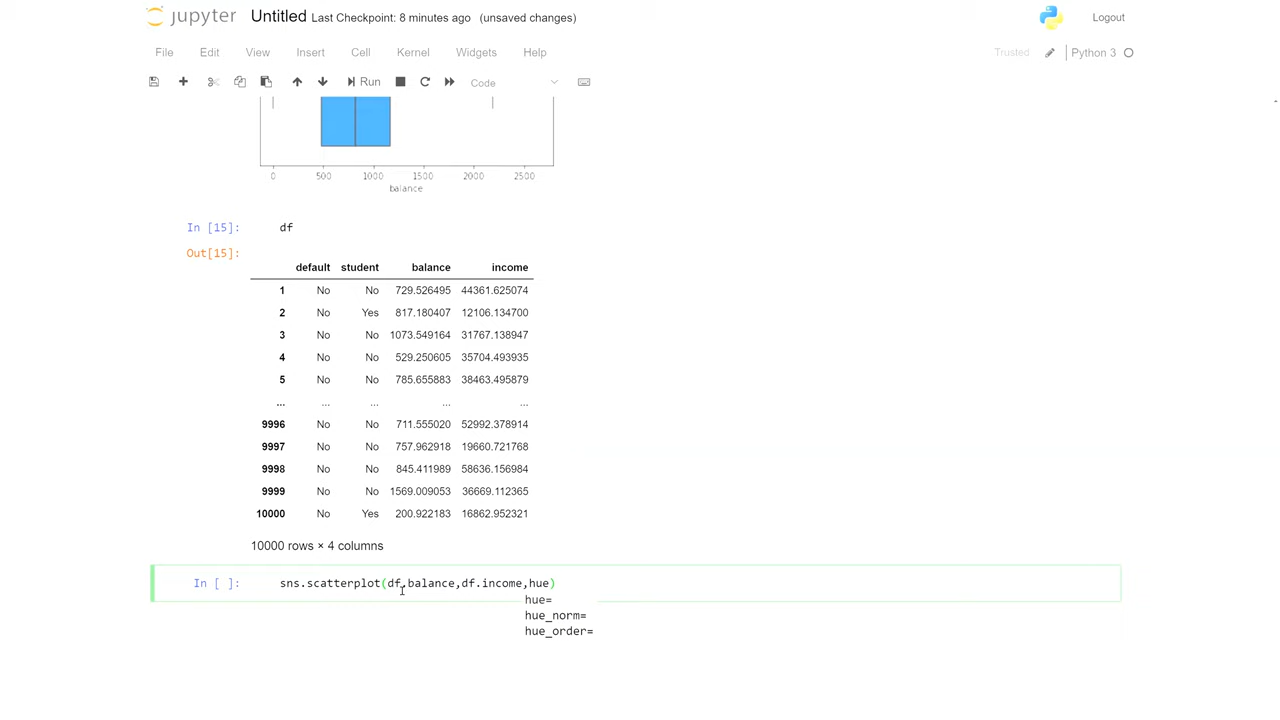 jupyter Untitled Last Checkpoint: 8 minutes ago (unsaved changes) Logout
File Edit View Insert Cell Kernel Widgets Help Trusted Python 3
Run Code
0 500 1000 1500 2000 2500
balance
In [15]: df
Out[15]:
default student balance income
1 No No 729.526495 44361.625074
2 No Yes 817.180407 12106.134700
3 No No 1073.549164 31767.138947
4 No No 529.250605 35704.493935
5 No No 785.655883 38463.495879
... ... ... ... ...
9996 No No 711.555020 52992.378914
9997 No No 757.962918 19660.721768
9998 No No 845.411989 58636.156984
9999 No No 1569.009053 36669.112365
10000 No Yes 200.922183 16862.952321
10000 rows × 4 columns
In [ ]: sns.scatterplot(df,balance,df.income,hue)
hue=
hue_norm=
hue_order=